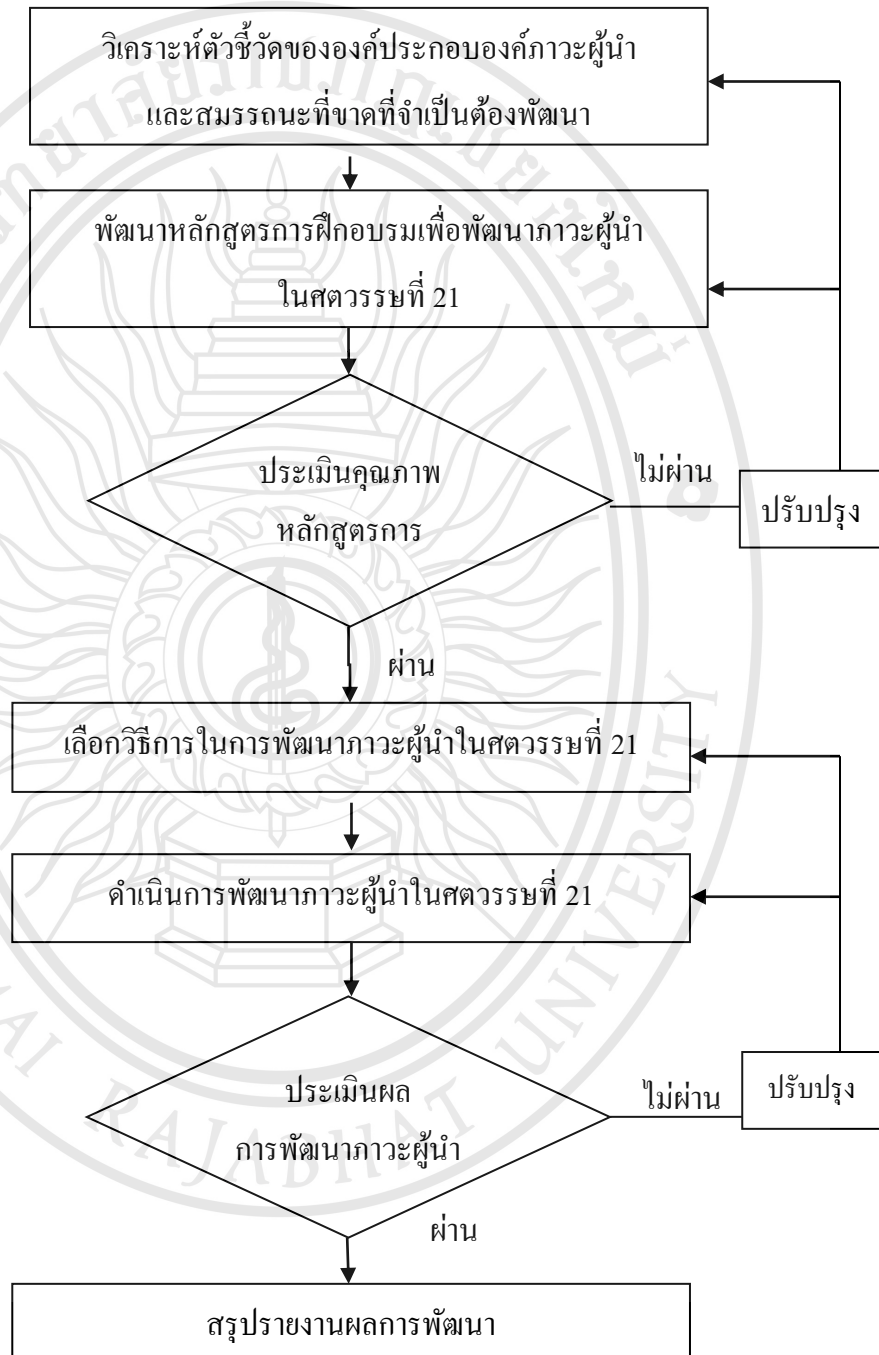 วิเคราะห์ตัวชี้วัดขององค์ประกอบองค์ภาวะผู้นำ
และสมรรถนะที่ขาดที่จำเป็นต้องพัฒนา
พัฒนาหลักสูตรการฝึกอบรมเพื่อพัฒนาภาวะผู้นำ
ในศตวรรษที่ 21
ประเมินคุณภาพ
หลักสูตรการ
ไม่ผ่าน
ปรับปรุง
ผ่าน
เลือกวิธีการในการพัฒนาภาวะผู้นำในศตวรรษที่ 21
ดำเนินการพัฒนาภาวะผู้นำในศตวรรษที่ 21
ประเมินผล
การพัฒนาภาวะผู้นำ
ไม่ผ่าน
ปรับปรุง
ผ่าน
สรุปรายงานผลการพัฒนา
RAJABHAT UNIVERSITY